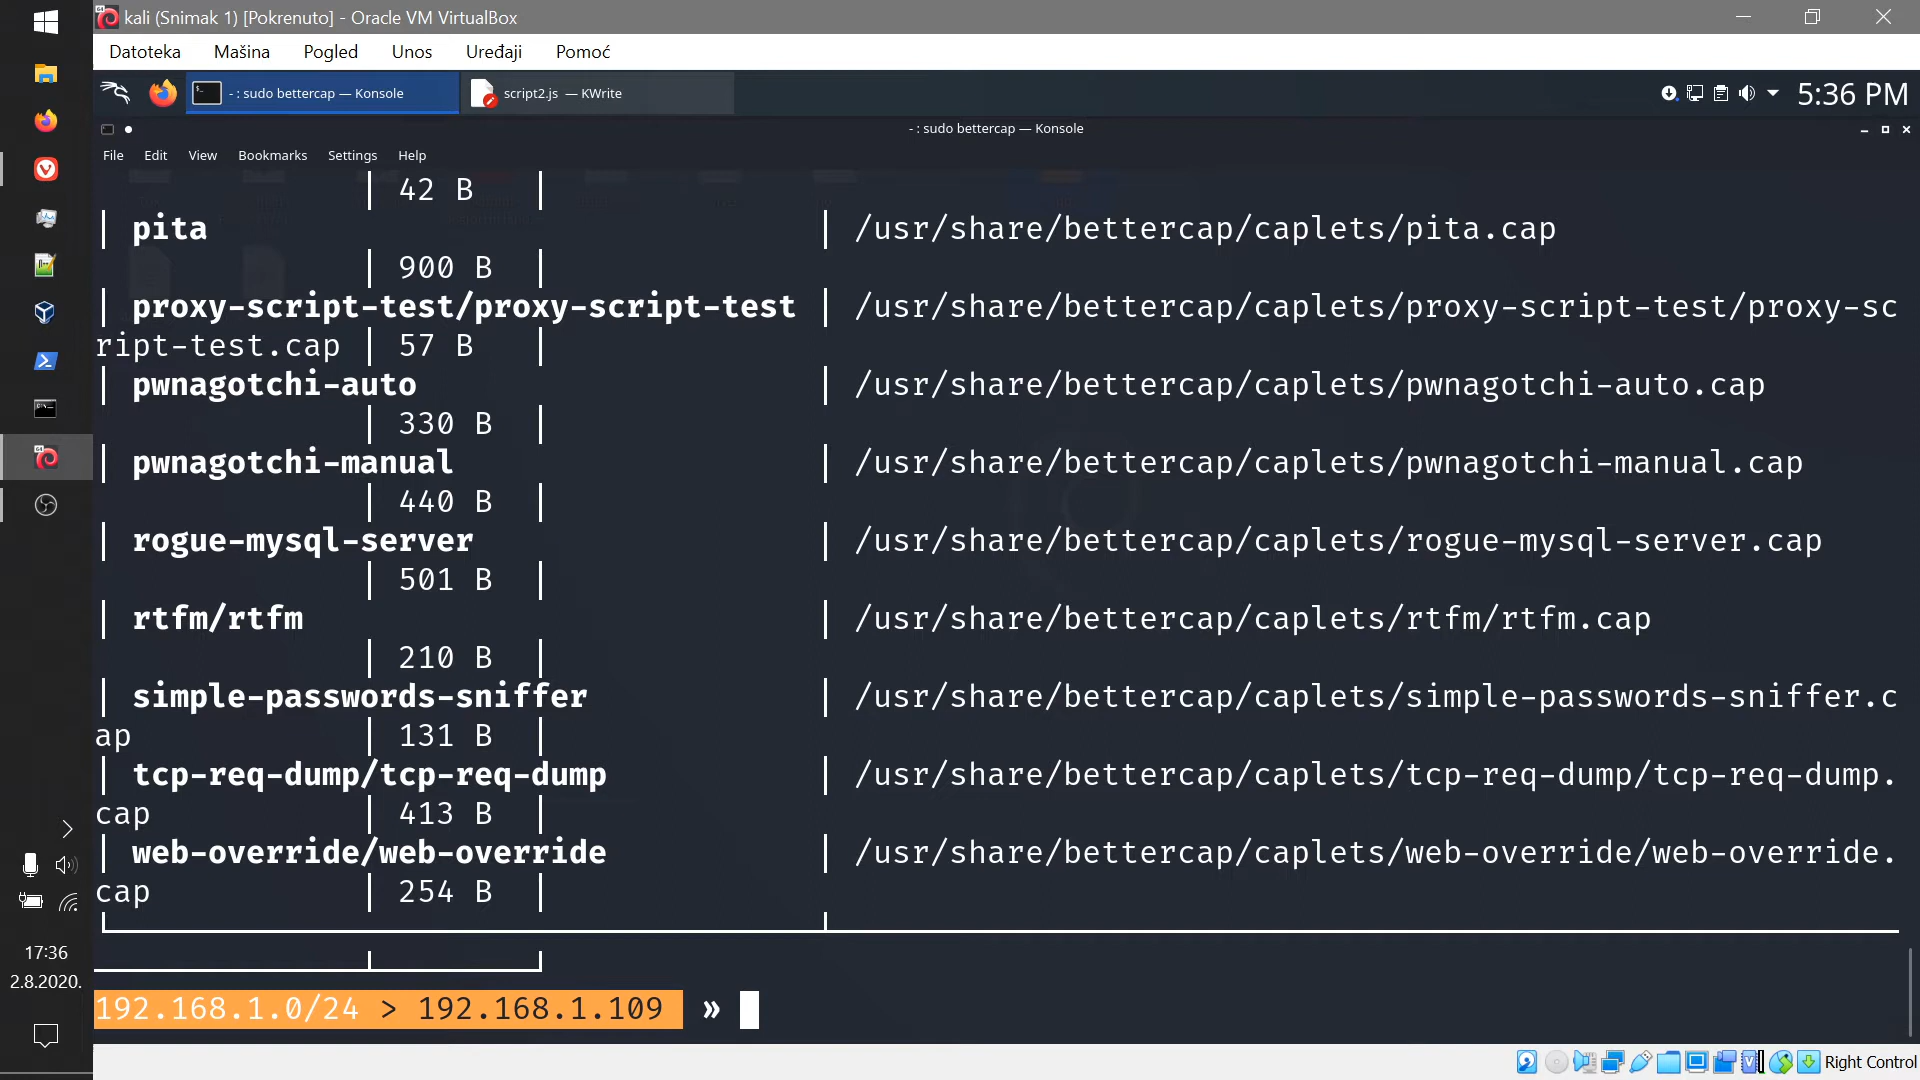 kali (Snimak 1) [Pokrenuto] - Oracle VM VirtualBox
Datoteka Mašina Pogled Unos Uređaji Pomoć
- : sudo bettercap — Konsole script2.js — KWrite 5:36 PM
- : sudo bettercap — Konsole
File Edit View Bookmarks Settings Help
| 42 B |
| pita | /usr/share/bettercap/caplets/pita.cap
| 900 B |
| proxy-script-test/proxy-script-test | /usr/share/bettercap/caplets/proxy-script-test/proxy-sc
ript-test.cap | 57 B |
| pwnagotchi-auto | /usr/share/bettercap/caplets/pwnagotchi-auto.cap
| 330 B |
| pwnagotchi-manual | /usr/share/bettercap/caplets/pwnagotchi-manual.cap
| 440 B |
| rogue-mysql-server | /usr/share/bettercap/caplets/rogue-mysql-server.cap
| 501 B |
| rtfm/rtfm | /usr/share/bettercap/caplets/rtfm/rtfm.cap
| 210 B |
| simple-passwords-sniffer | /usr/share/bettercap/caplets/simple-passwords-sniffer.c
ap | 131 B |
| tcp-req-dump/tcp-req-dump | /usr/share/bettercap/caplets/tcp-req-dump/tcp-req-dump.
cap | 413 B |
| web-override/web-override | /usr/share/bettercap/caplets/web-override/web-override.
cap | 254 B |
192.168.1.0/24 > 192.168.1.109 »
17:36
2.8.2020.
Right Control